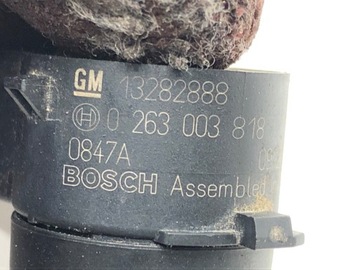 GM 13282888
0 263 003 818
0847A
BOSCH Assembled